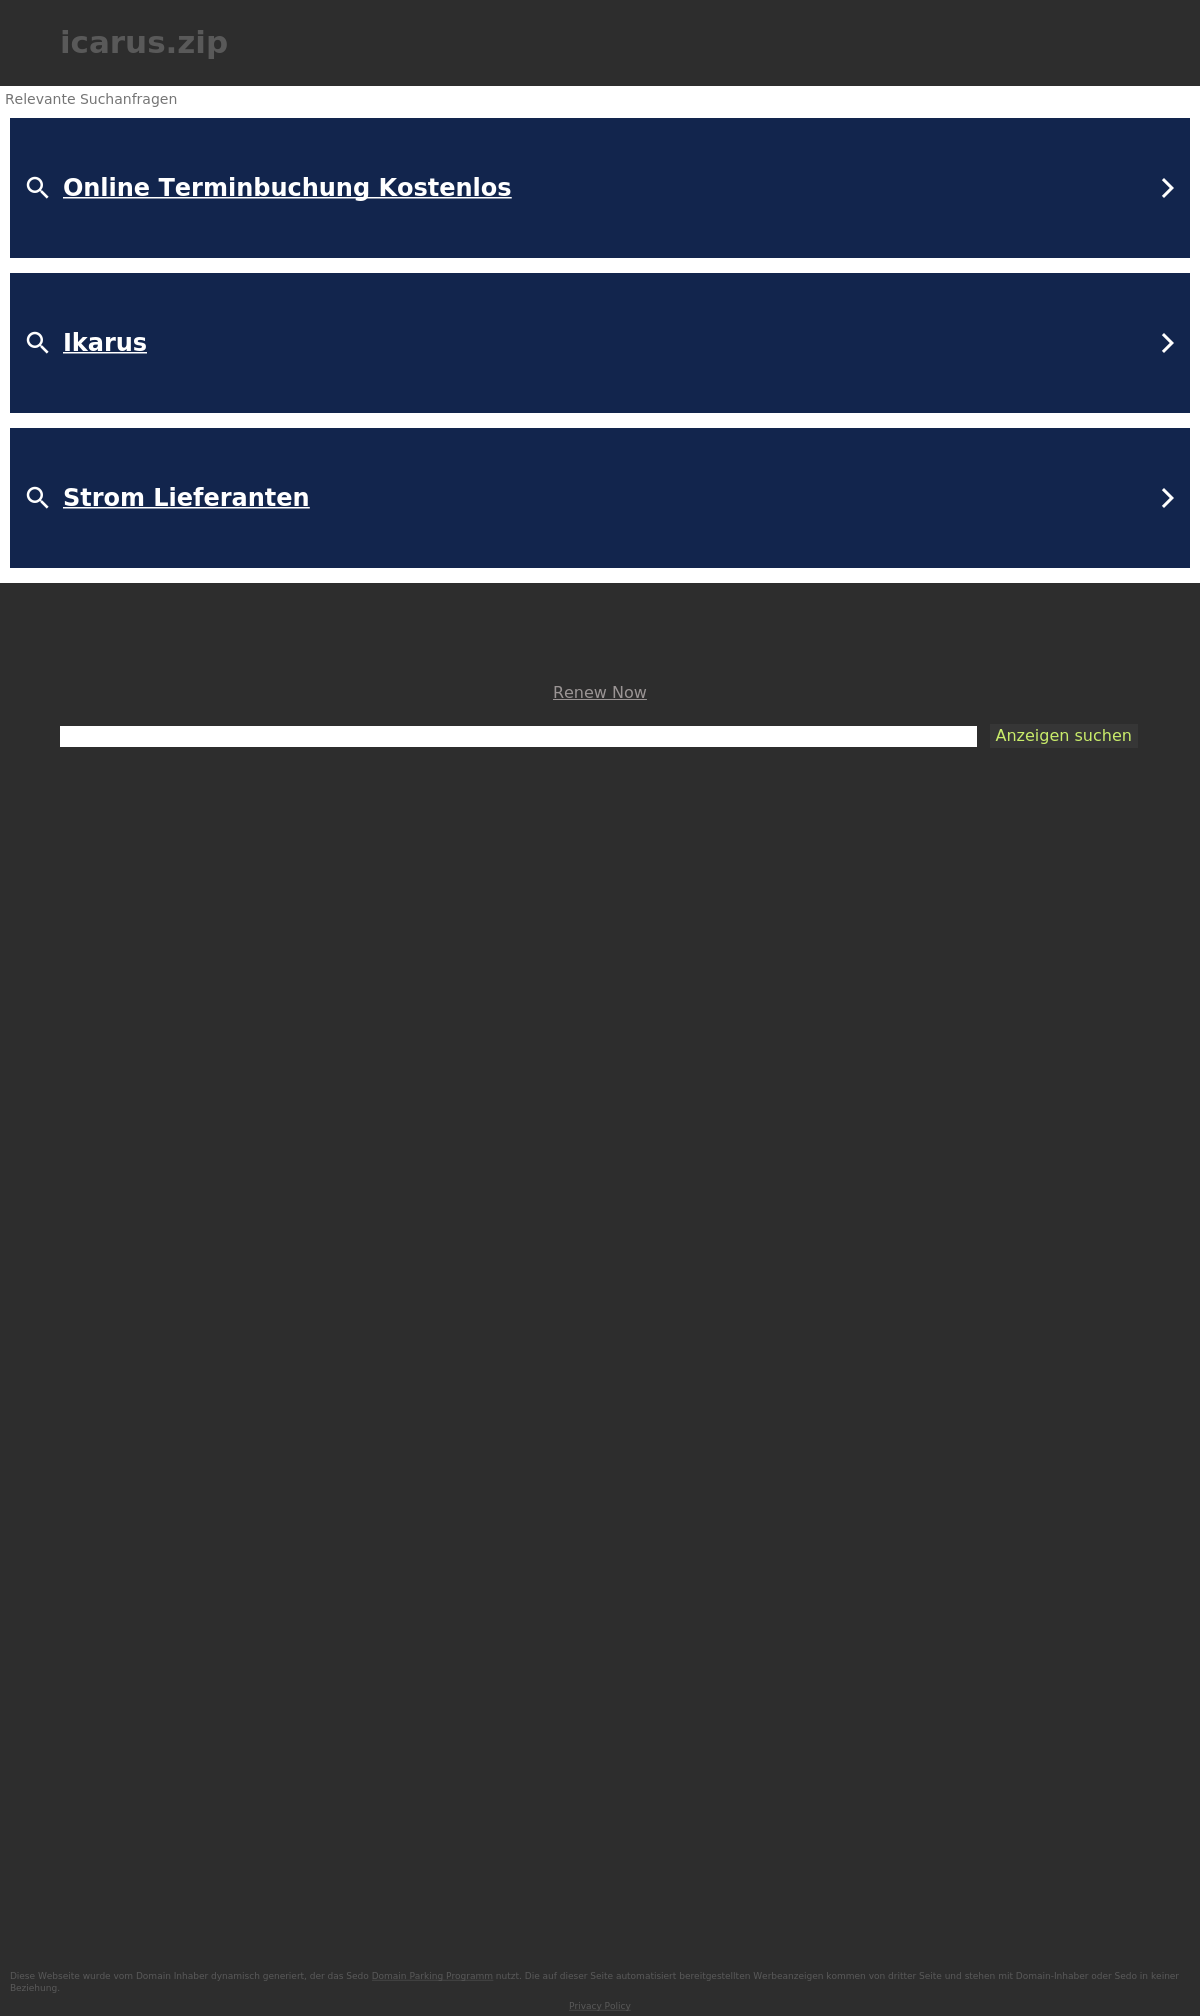 icarus.zip
Relevante Suchanfragen
Online Terminbuchung Kostenlos
Ikarus
Strom Lieferanten
Renew Now
Anzeigen suchen
Diese Webseite wurde vom Domain Inhaber dynamisch generiert, der das Sedo Domain Parking Programm nutzt. Die auf dieser Seite automatisiert bereitgestellten Werbeanzeigen kommen von dritter Seite und stehen mit Domain-Inhaber oder Sedo in keiner
Beziehung.
Privacy Policy